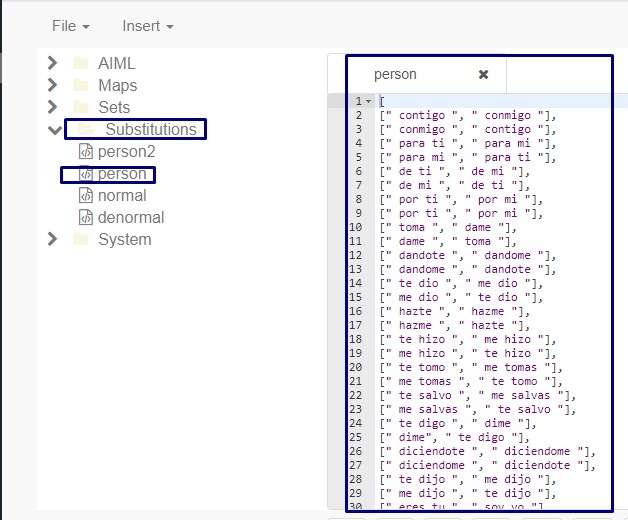 File Insert
AIML
Maps
Sets
Substitutions
person2
person
normal
denormal
System
person ×
1 [
2 [" contigo ", " conmigo "],
3 [" conmigo ", " contigo "],
4 [" para ti ", " para mi "],
5 [" para mi ", " para ti "],
6 [" de ti ", " de mi "],
7 [" de mi ", " de ti "],
8 [" por ti ", " por mi "],
9 [" por ti ", " por mi "],
10 [" toma ", " dame "],
11 [" dame ", " toma "],
12 [" dandote ", " dandome "],
13 [" dandome ", " dandote "],
14 [" te dio ", " me dio "],
15 [" me dio ", " te dio "],
16 [" hazte ", " hazme "],
17 [" hazme ", " hazte "],
18 [" te hizo ", " me hizo "],
19 [" me hizo ", " te hizo "],
20 [" te tomo ", " me tomas "],
21 [" me tomas ", " te tomo "],
22 [" te salvo ", " me salvas "],
23 [" me salvas ", " te salvo "],
24 [" te digo ", " dime "],
25 [" dime", " te digo "],
26 [" diciendote ", " diciendome "],
27 [" diciendome ", " diciendote "],
28 [" te dijo ", " me dijo "],
29 [" me dijo ", " te dijo "],
30 [" eres tu ", " soy yo "],